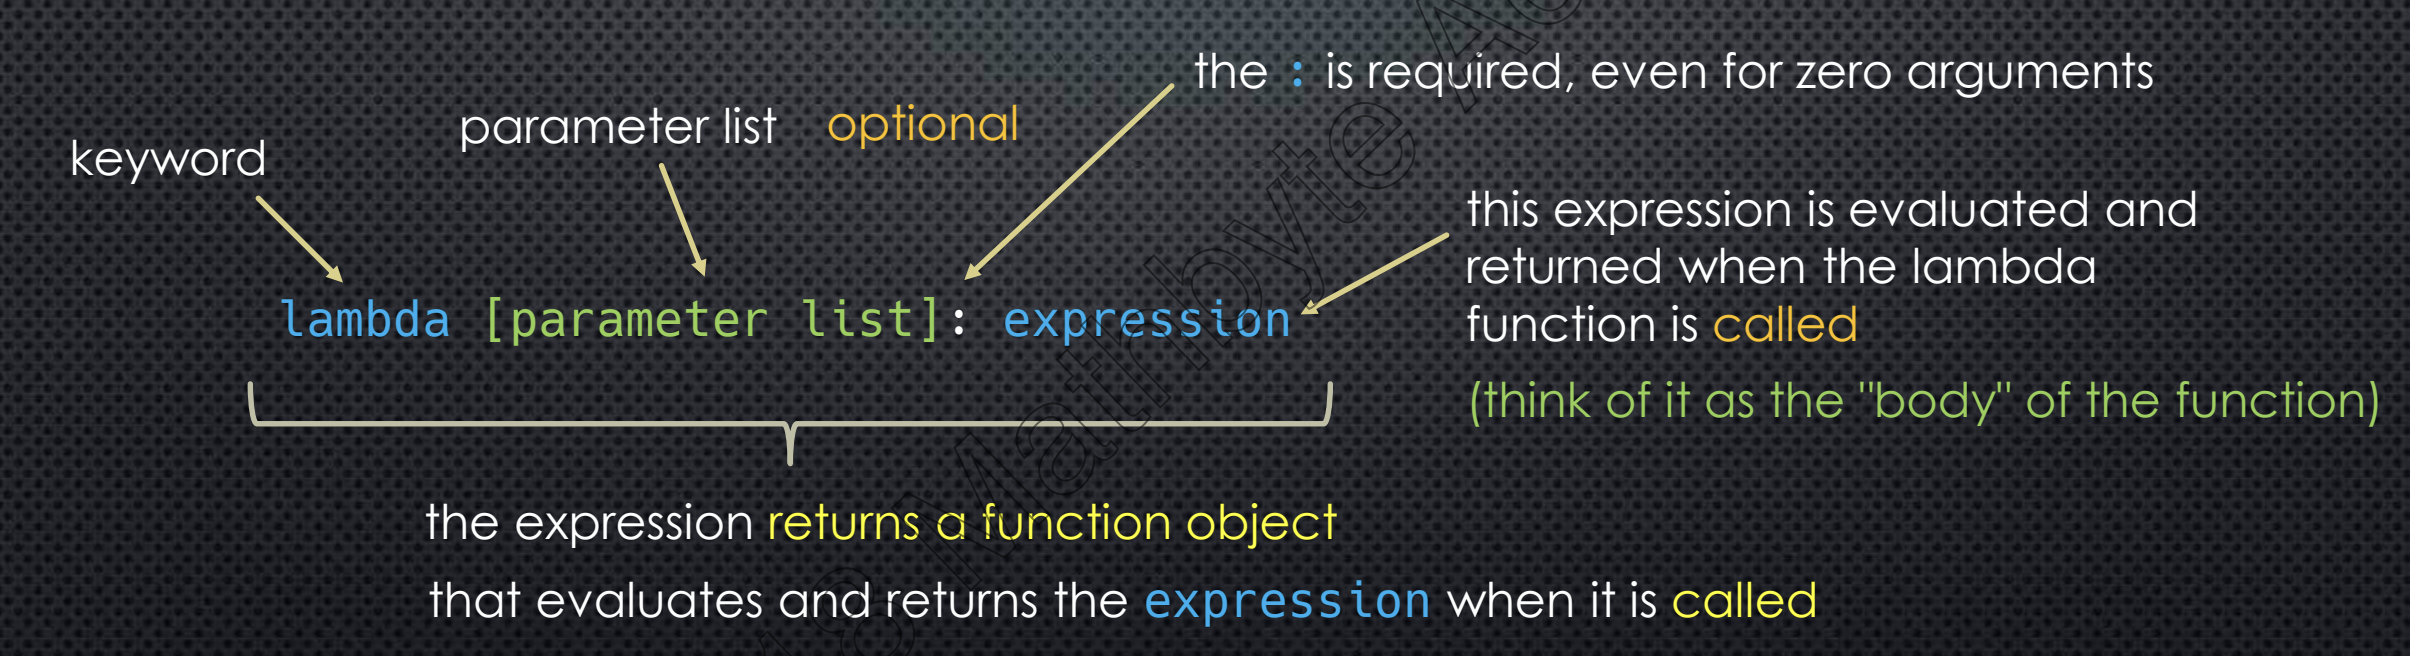 the : is required, even for zero arguments
parameter list optional
keyword
this expression is evaluated and
returned when the lambda
function is called
lambda [parameter list]: expression
(think of it as the "body" of the function)
the expression returns a function object
that evaluates and returns the expression when it is called